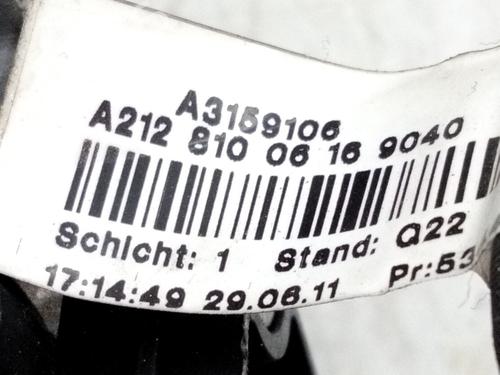 A3159106
A212 810 06 16 9040
Schicht: 1 Stand: Q22
17:14:49 29.06.11 Pr:53